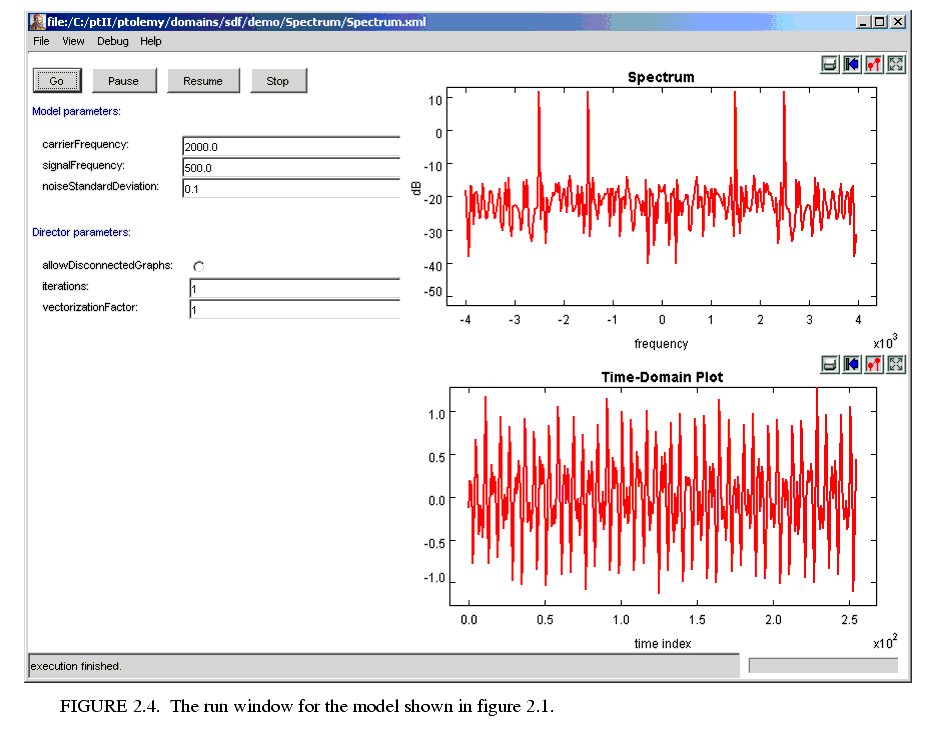 file:/C:/ptII/ptolemy/domains/sdf/demo/Spectrum/Spectrum.xml
File View Debug Help
Go Pause Resume Stop
Model parameters:
carrierFrequency: 2000.0
signalFrequency: 500.0
noiseStandardDeviation: 0.1
Director parameters:
allowDisconnectedGraphs:
iterations: 1
vectorizationFactor: 1
Spectrum
10
0
-10
-20
-30
-40
-50
dB
-4 -3 -2 -1 0 1 2 3 4
x10^3
frequency
Time-Domain Plot
1.0
0.5
0.0
-0.5
-1.0
0.0 0.5 1.0 1.5 2.0 2.5
x10^2
time index
execution finished.
FIGURE 2.4. The run window for the model shown in figure 2.1.